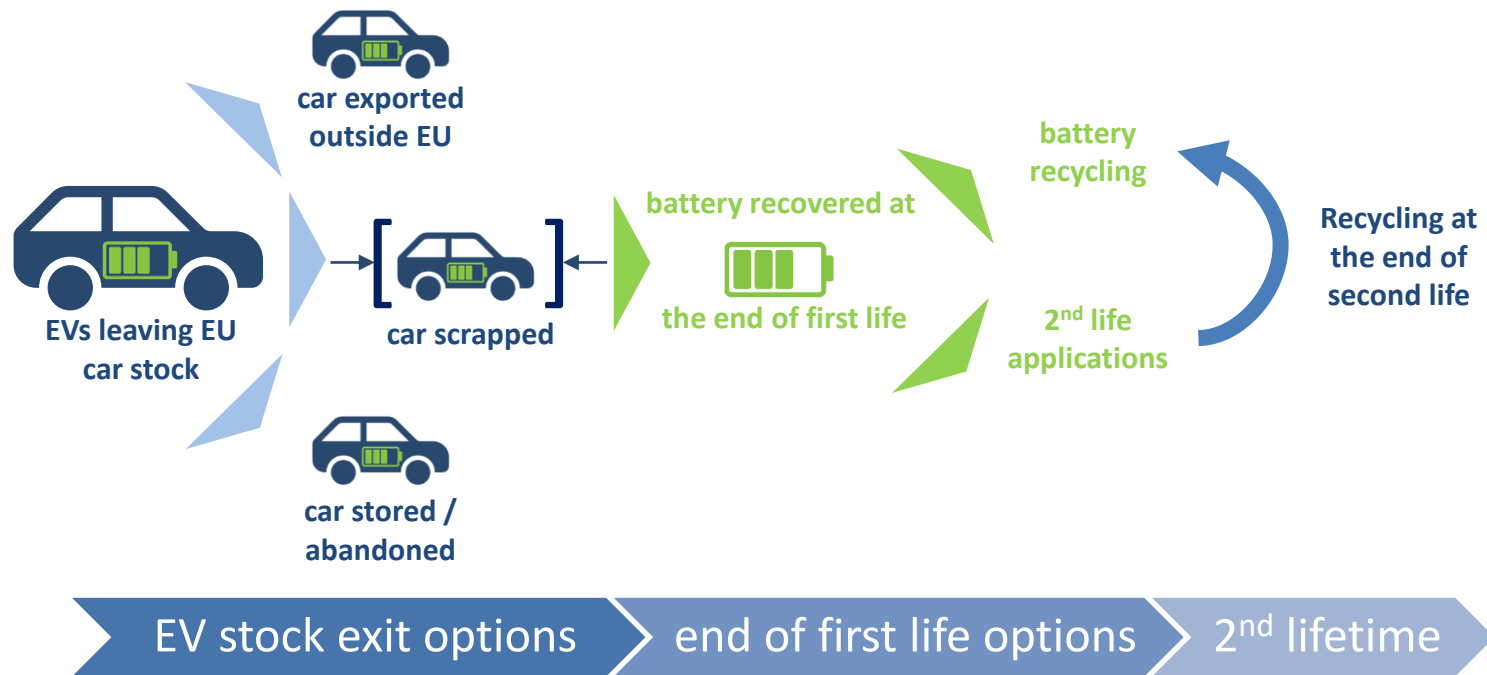 car exported
outside EU
EVs leaving EU
car stock
car scrapped
car stored /
abandoned
battery recovered at
the end of first life
battery
recycling
2nd life
applications
Recycling at
the end of
second life
EV stock exit options
end of first life options
2nd lifetime